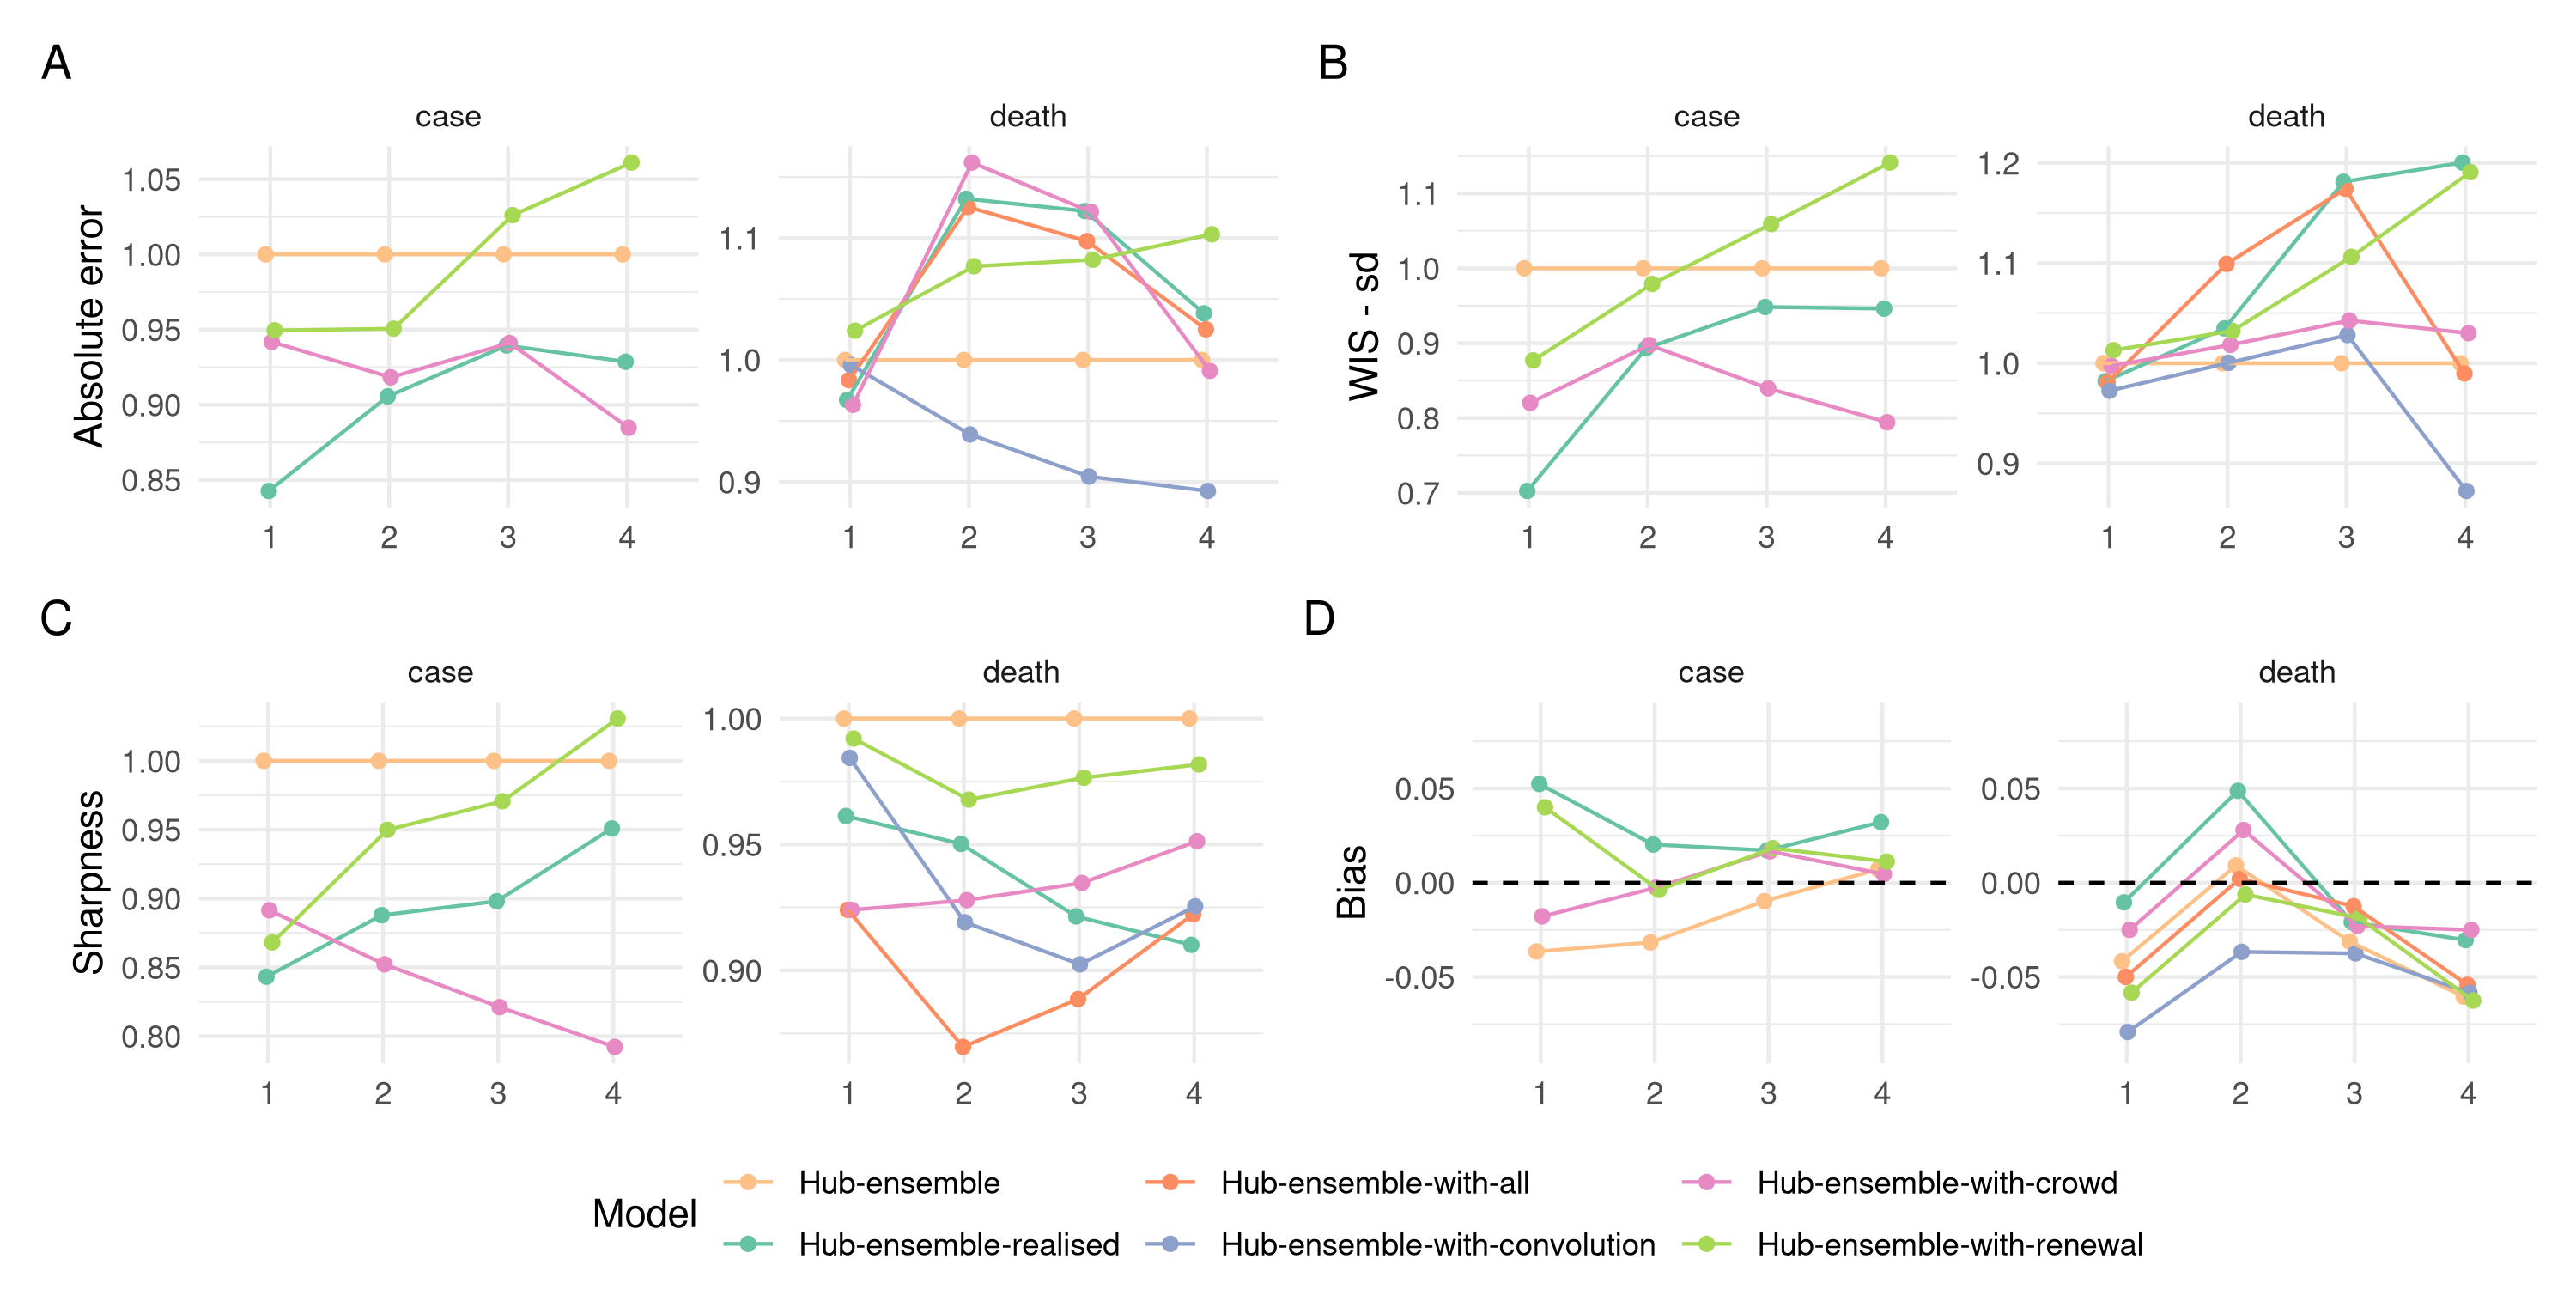 A
B
case
death
case
death
Absolute error
1.05
1.00
0.95
0.90
0.85
1.1
1.0
0.9
WIS - sd
1.1
1.0
0.9
0.8
0.7
1.2
1.1
1.0
0.9
1 2 3 4
1 2 3 4
1 2 3 4
1 2 3 4
C
D
case
death
case
death
Sharpness
1.00
0.95
0.90
0.85
0.80
1.00
0.95
0.90
Bias
0.05
0.00
-0.05
0.05
0.00
-0.05
1 2 3 4
1 2 3 4
1 2 3 4
1 2 3 4
Model
Hub-ensemble
Hub-ensemble-with-all
Hub-ensemble-with-crowd
Hub-ensemble-realised
Hub-ensemble-with-convolution
Hub-ensemble-with-renewal